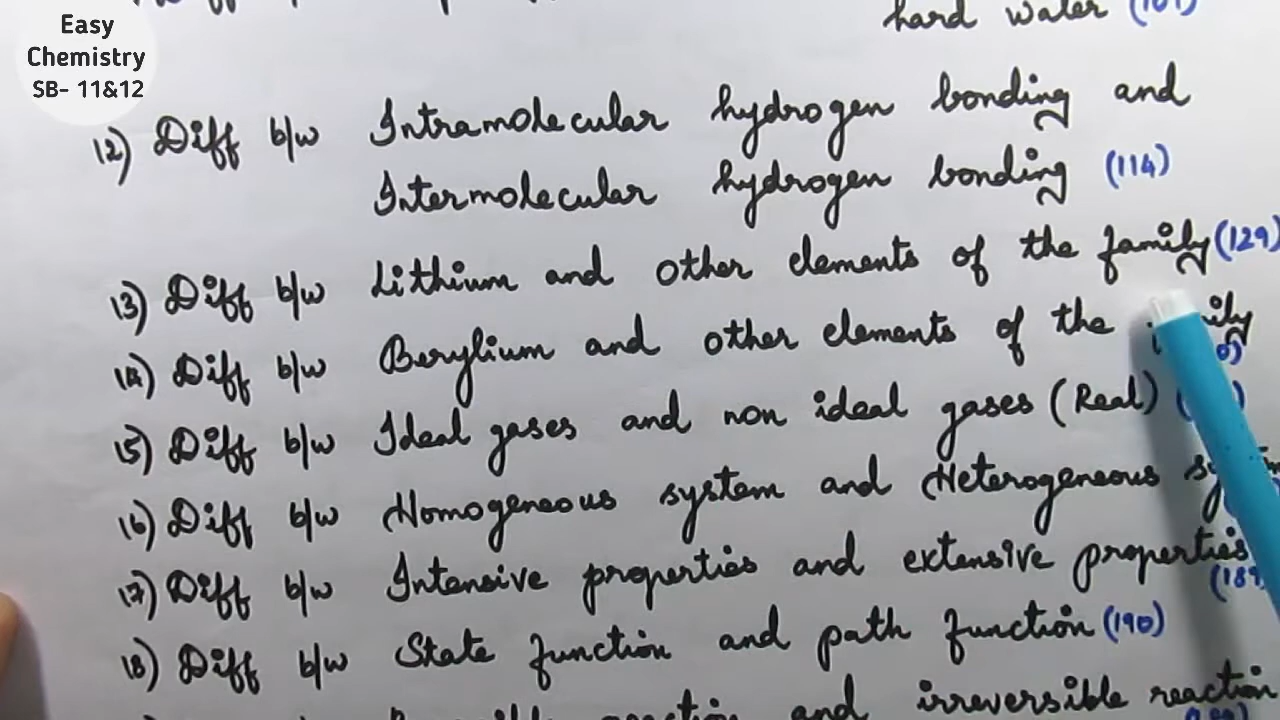 Easy
Chemistry
SB- 11&12
hard water
12) Diff b/w Intramolecular hydrogen bonding and
Intermolecular hydrogen bonding (114)
13) Diff b/w Lithium and other elements of the family (129)
14) Diff b/w Berylium and other elements of the
15) Diff b/w Ideal gases and non ideal gases (Real)
16) Diff b/w Homogeneous system and Heterogeneous
17) Diff b/w Intensive properties and extensive properties
(189)
18) Diff b/w State function and path function (190)
and irreversible reaction